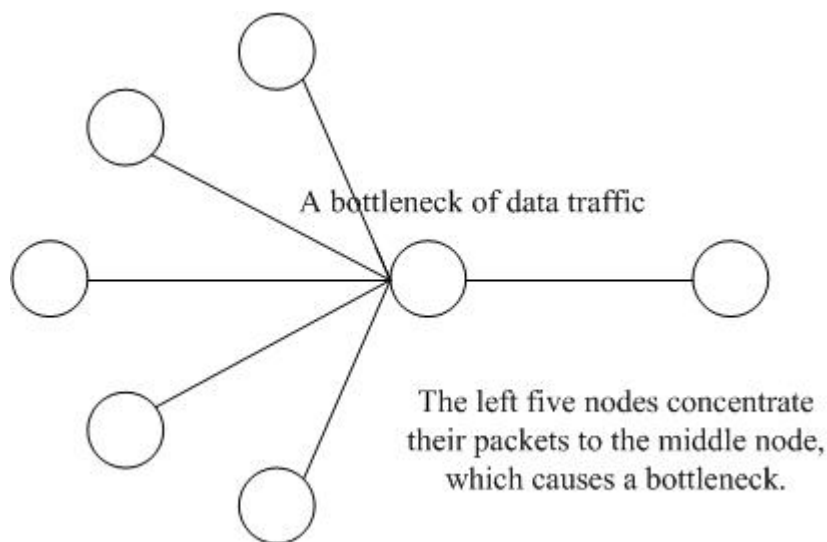 A bottleneck of data traffic
The left five nodes concentrate
their packets to the middle node,
which causes a bottleneck.